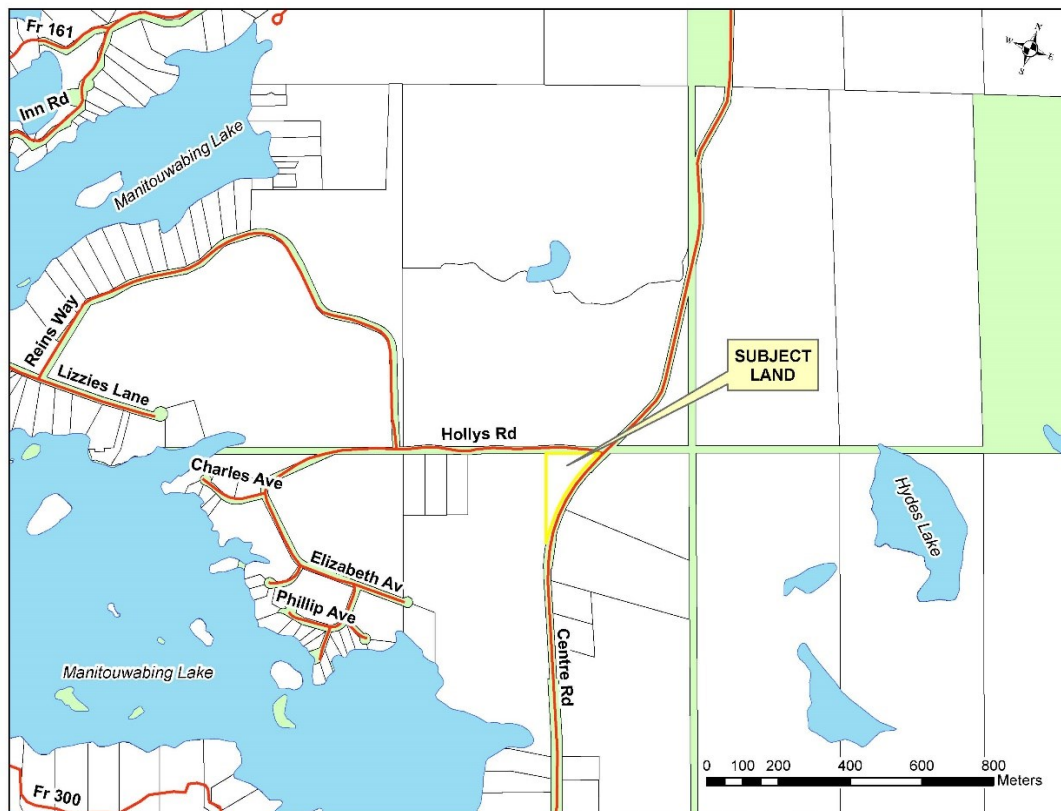 Fr 161
N
W
E
S
Inn Rd
Manitouwabing Lake
Reins Way
Lizzies Lane
SUBJECT
LAND
Hollys Rd
Charles Ave
Hydes Lake
Elizabeth Av
Phillip Ave
Centre Rd
Manitouwabing Lake
Fr 300
0 100 200 400 600 800
Meters